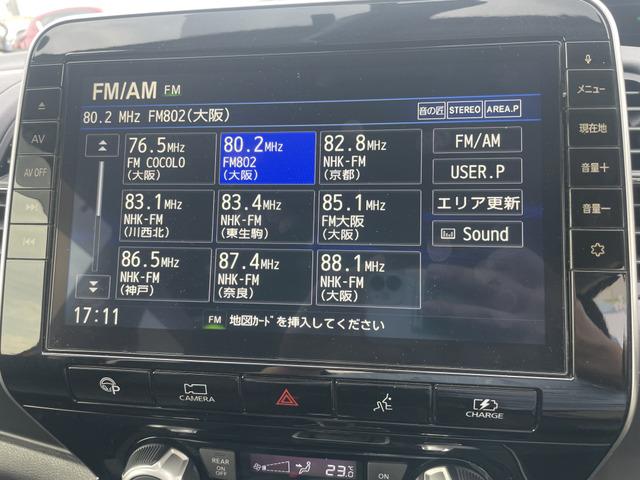 FM/AM FM
80.2 MHz FM802(大阪)
音の匠 STEREO AREA.P
76.5MHz
FM COCOLO
(大阪)
80.2MHz
FM802
(大阪)
82.8MHz
NHK-FM
(京都)
83.1MHz
NHK-FM
(川西北)
83.4MHz
NHK-FM
(東生駒)
85.1MHz
FM大阪
(大阪)
86.5MHz
NHK-FM
(神戸)
87.4MHz
NHK-FM
(奈良)
88.1MHz
NHK-FM
(大阪)
FM/AM
USER.P
エリア更新
Sound
17:11
FM 地図ｶｰﾄﾞを挿入してください
AV
AV OFF
メニュー
現在地
音量＋
音量－
P
CAMERA
CHARGE
REAR
ON
OFF
23.0
ON